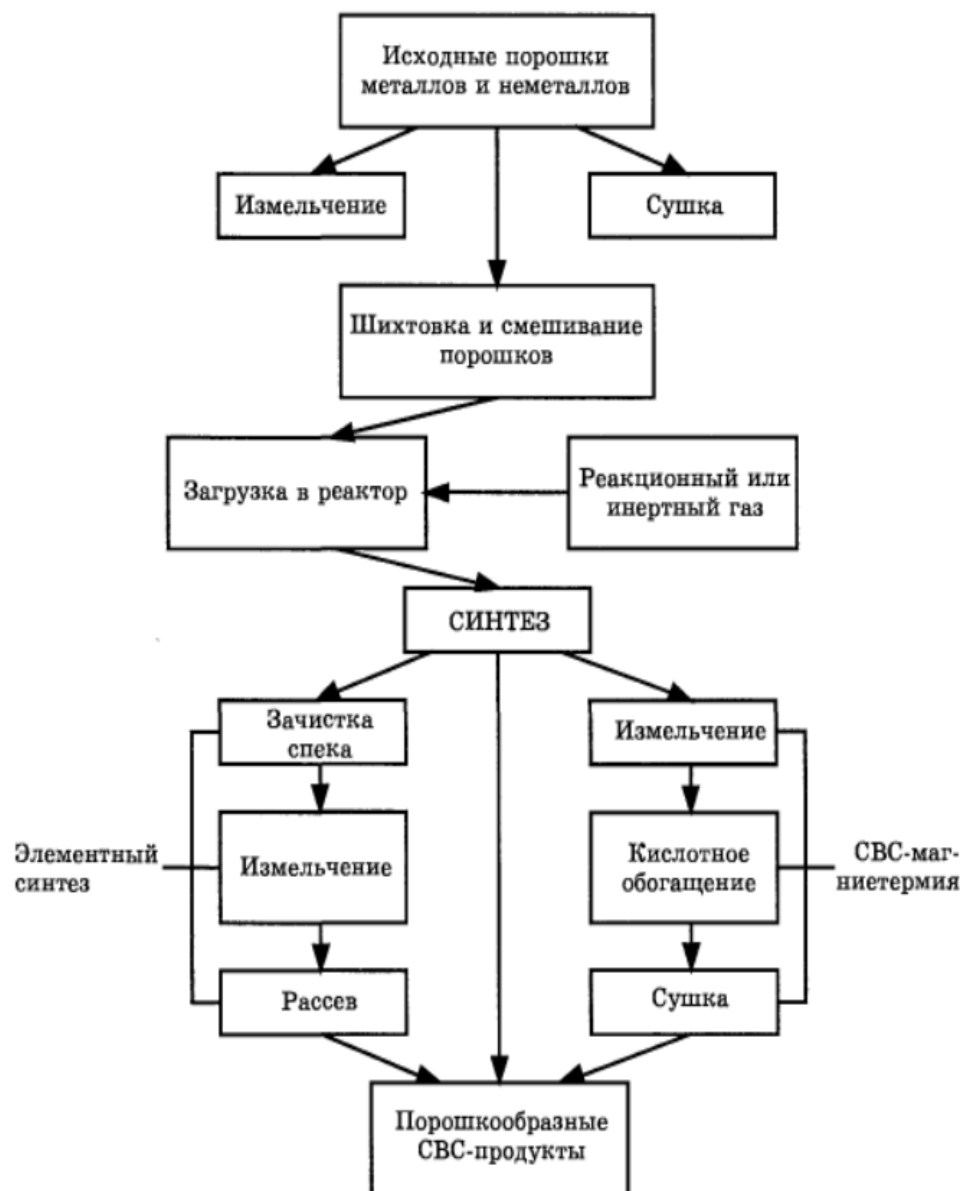 Исходные порошки
металлов и неметаллов
Измельчение
Сушка
Шихтовка и смешивание
порошков
Загрузка в реактор
Реакционный или
инертный газ
СИНТЕЗ
Зачистка
спека
Измельчение
Элементный
синтез
Измельчение
Кислотное
обогащение
СВС-маг-
ниетермия
Рассев
Сушка
Порошкообразные
СВС-продукты